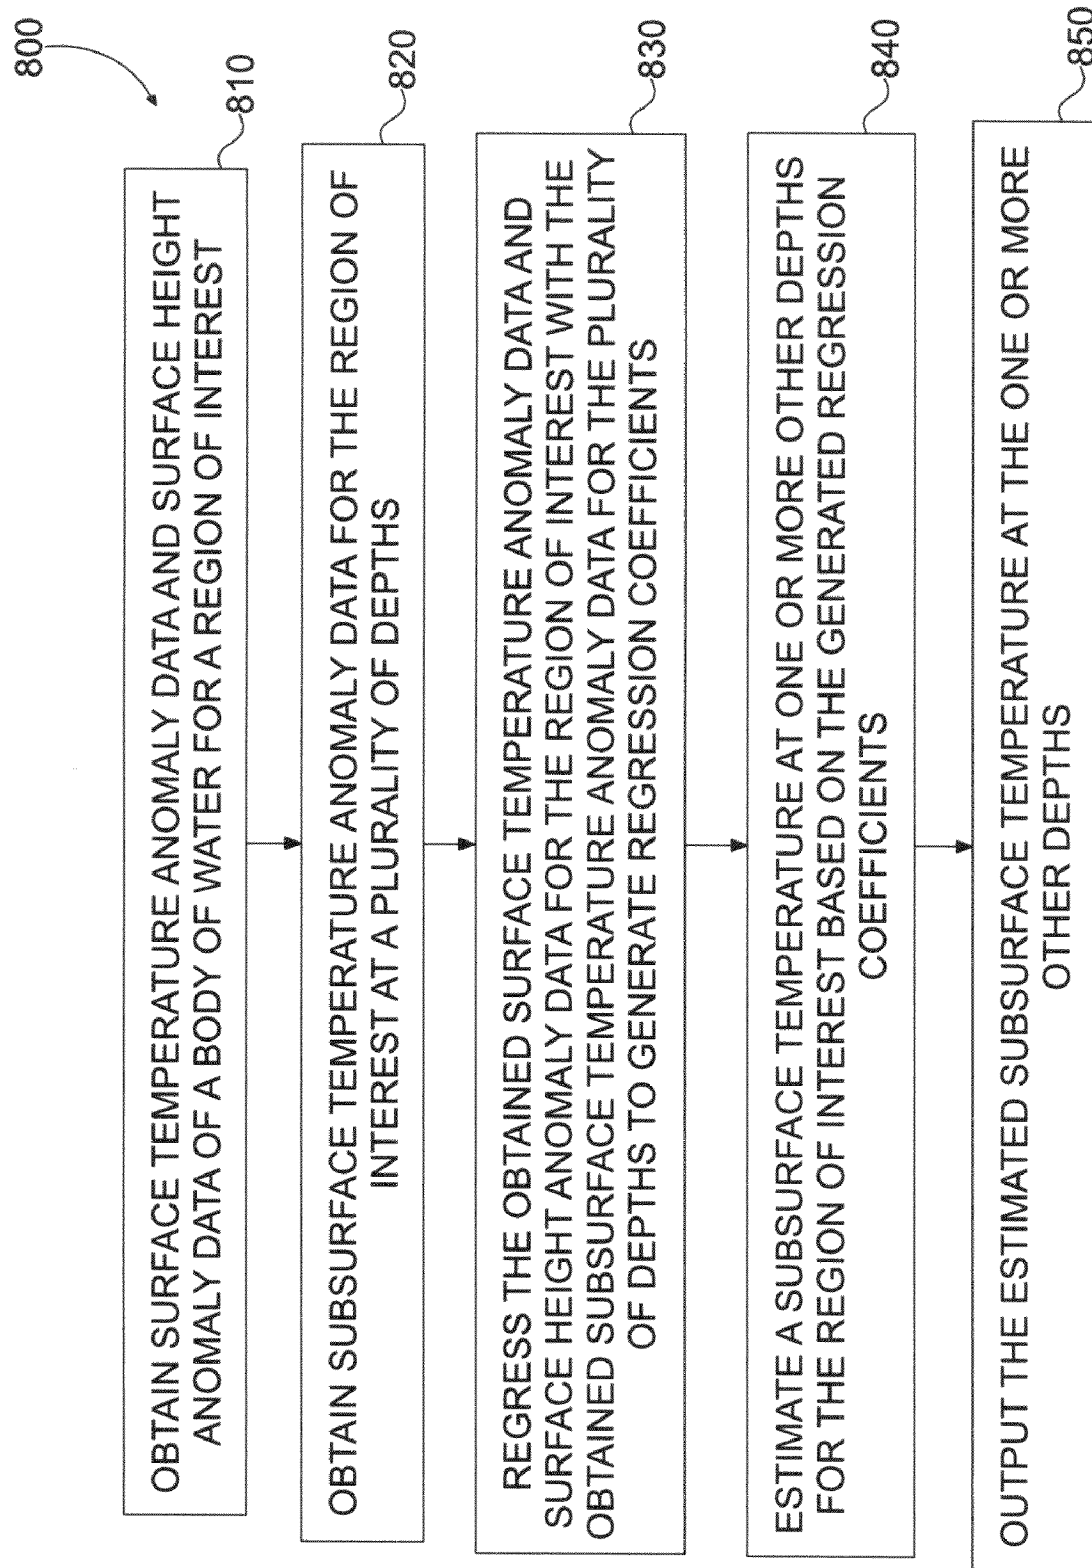 800
810
OBTAIN SURFACE TEMPERATURE ANOMALY DATA AND SURFACE HEIGHT
ANOMALY DATA OF A BODY OF WATER FOR A REGION OF INTEREST
820
OBTAIN SUBSURFACE TEMPERATURE ANOMALY DATA FOR THE REGION OF
INTEREST AT A PLURALITY OF DEPTHS
830
REGRESS THE OBTAINED SURFACE TEMPERATURE ANOMALY DATA AND
SURFACE HEIGHT ANOMALY DATA FOR THE REGION OF INTEREST WITH THE
OBTAINED SUBSURFACE TEMPERATURE ANOMALY DATA FOR THE PLURALITY
OF DEPTHS TO GENERATE REGRESSION COEFFICIENTS
840
ESTIMATE A SUBSURFACE TEMPERATURE AT ONE OR MORE OTHER DEPTHS
FOR THE REGION OF INTEREST BASED ON THE GENERATED REGRESSION
COEFFICIENTS
850
OUTPUT THE ESTIMATED SUBSURFACE TEMPERATURE AT THE ONE OR MORE
OTHER DEPTHS